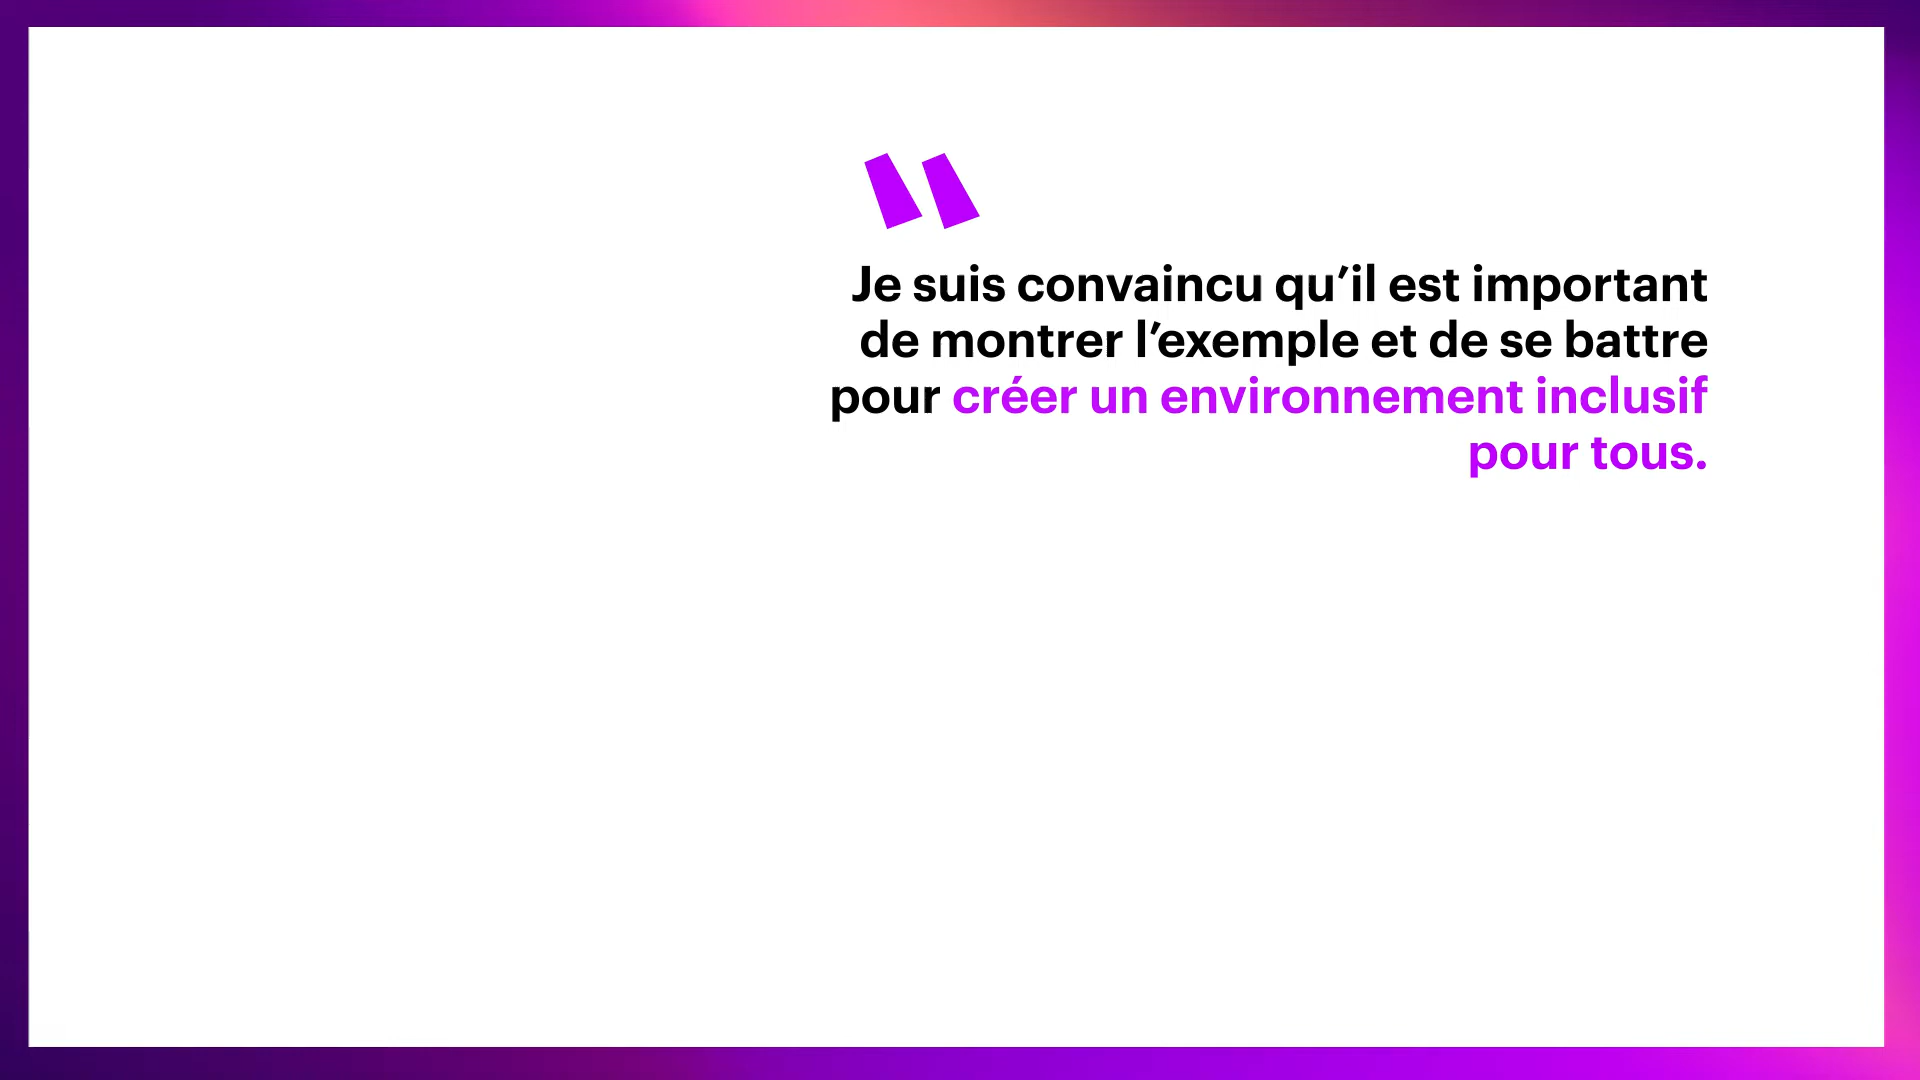 “
Je suis convaincu qu’il est important
de montrer l’exemple et de se battre
pour créer un environnement inclusif
pour tous.